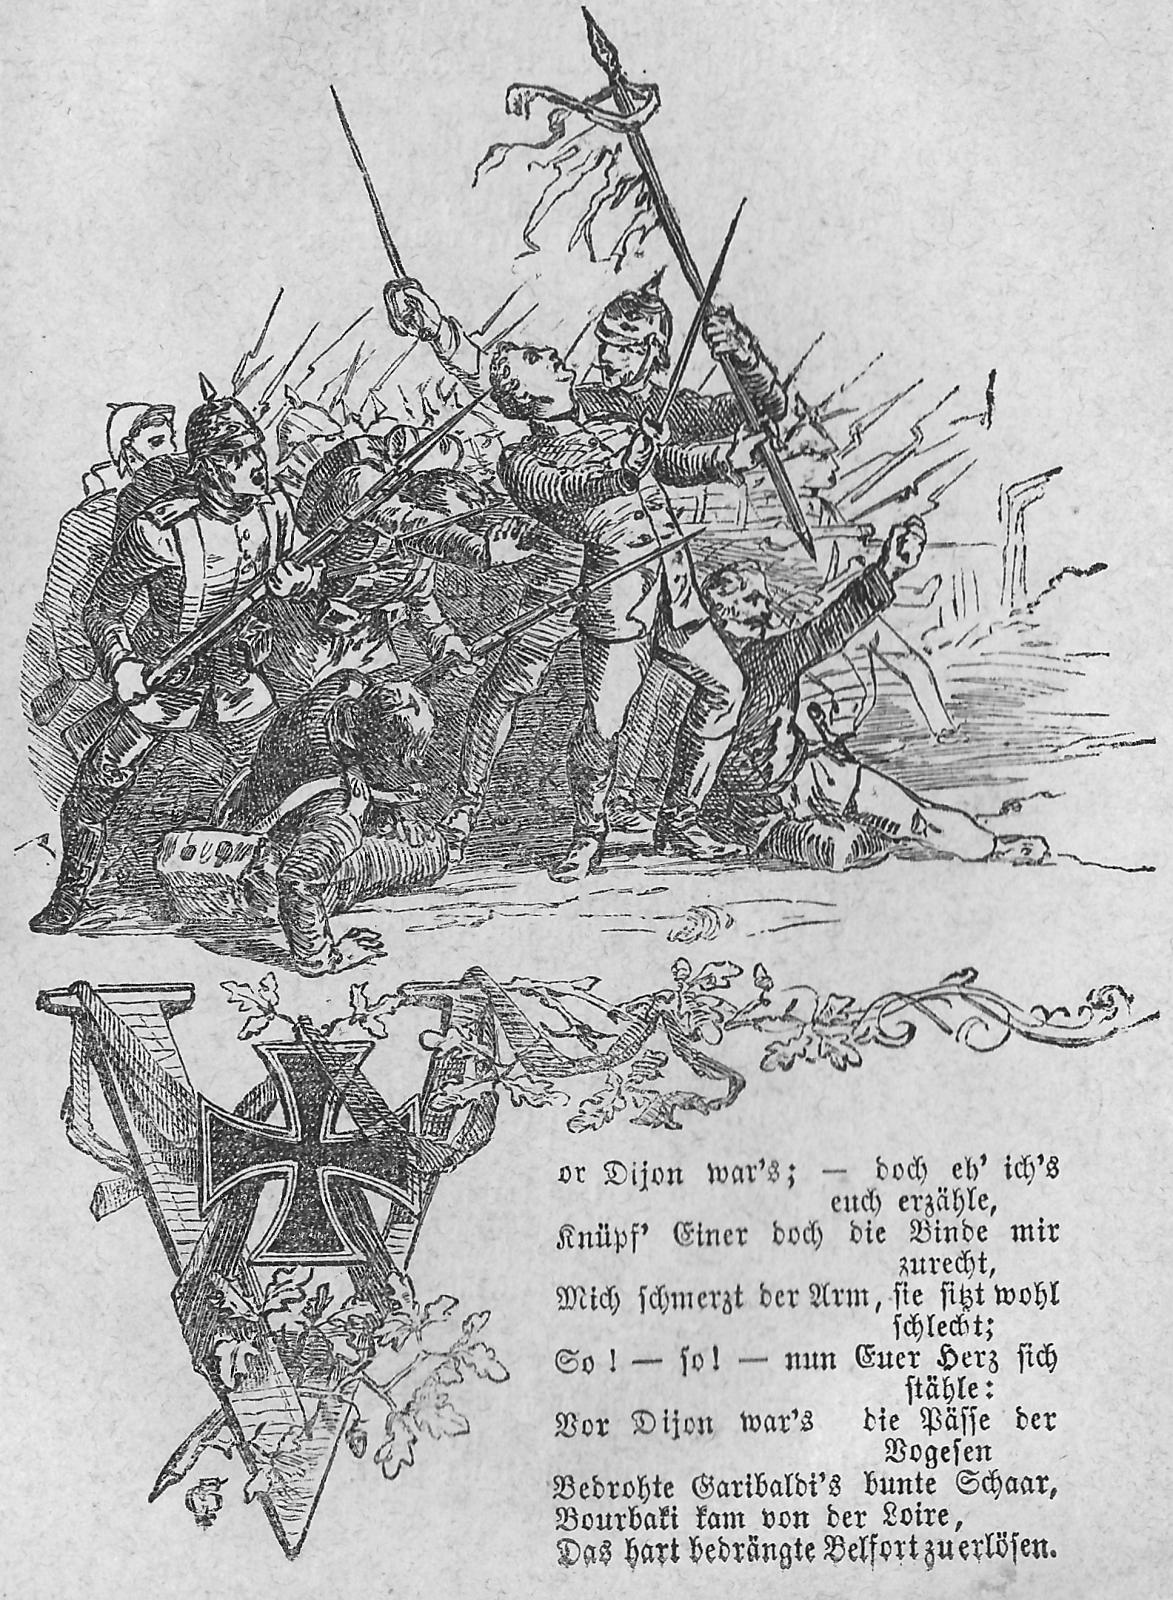 Vor Dijon war's; — doch eh' ich's
euch erzähle,
Knüpf' Einer doch die Binde mir
zurecht,
Mich schmerzt der Arm, sie sitzt wohl
schlecht;
So! — so! — nun Euer Herz sich
stähle:
Vor Dijon war's die Pässe der
Vogesen
Bedrohte Garibaldi's bunte Schaar,
Bourbaki kam von der Loire,
Das hart bedrängte Belfort zu erlösen.